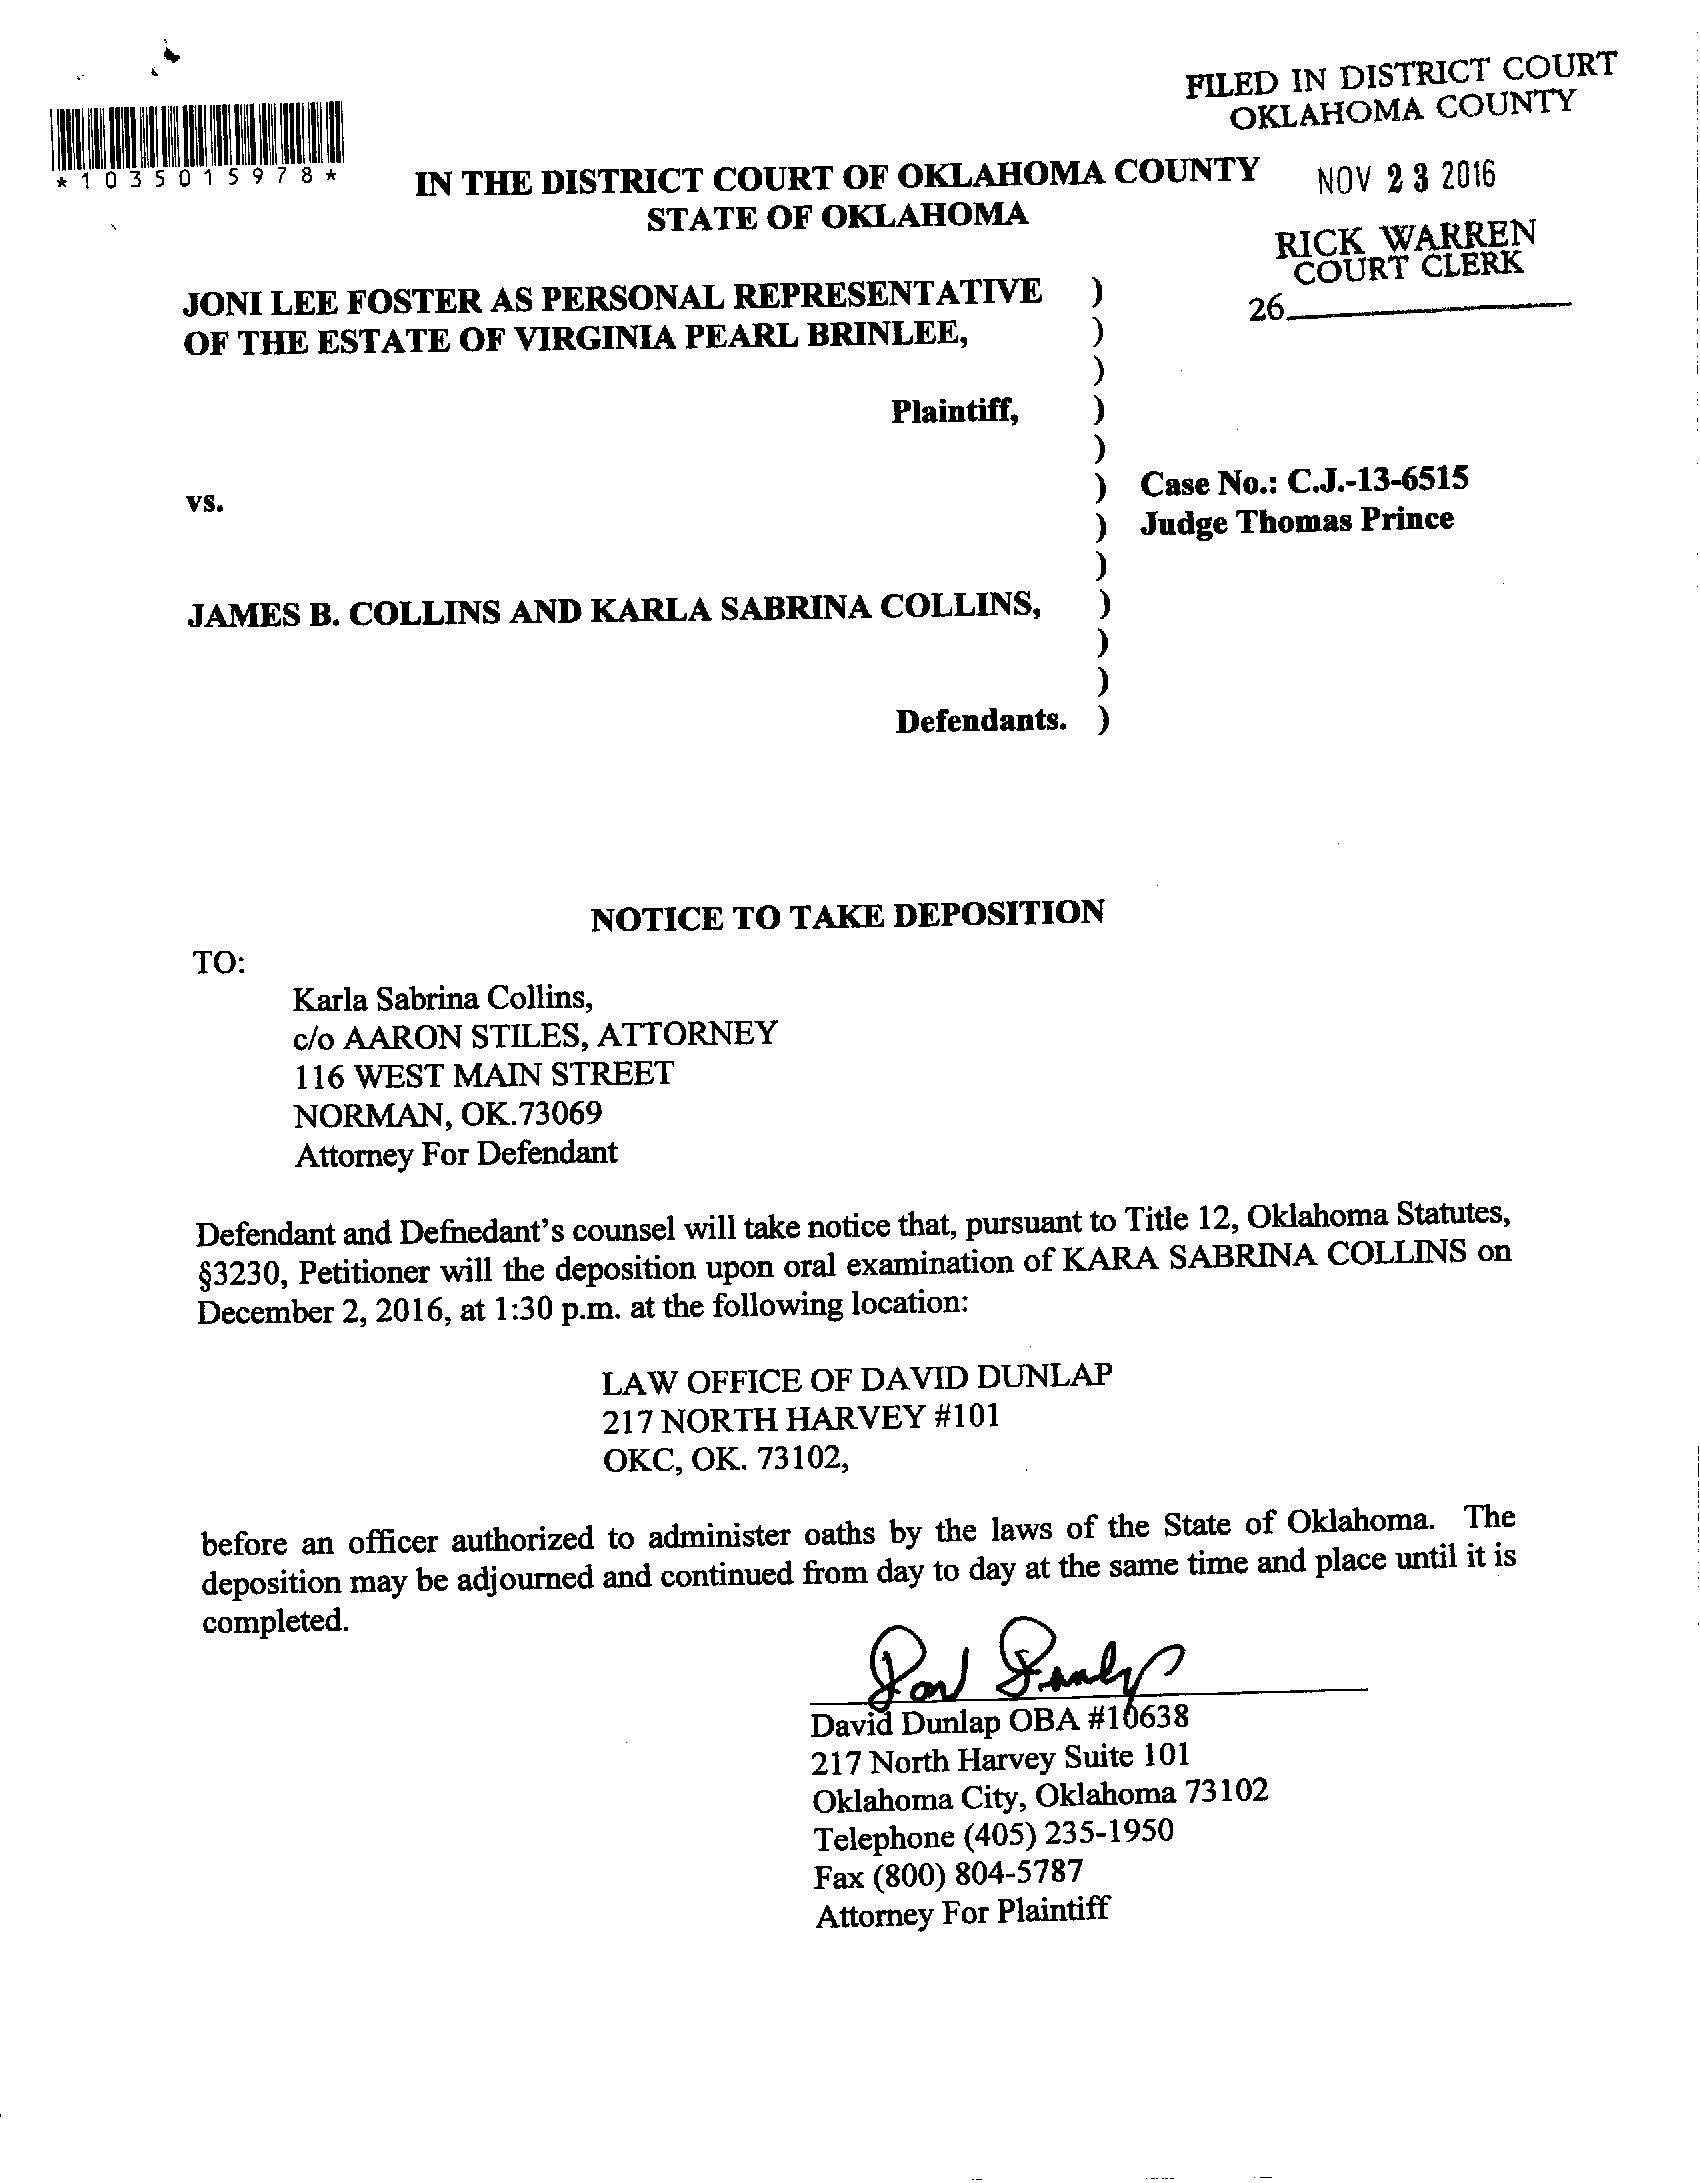 FILED IN DISTRICT COURT
OKLAHOMA COUNTY
*1035015978*
IN THE DISTRICT COURT OF OKLAHOMA COUNTY
NOV 23 2016
STATE OF OKLAHOMA
RICK WARREN
COURT CLERK
26
JONI LEE FOSTER AS PERSONAL REPRESENTATIVE )
OF THE ESTATE OF VIRGINIA PEARL BRINLEE, )
)
Plaintiff, )
)
vs. ) Case No.: C.J.-13-6515
) Judge Thomas Prince
)
JAMES B. COLLINS AND KARLA SABRINA COLLINS, )
)
)
Defendants. )
NOTICE TO TAKE DEPOSITION
TO:
Karla Sabrina Collins,
c/o AARON STILES, ATTORNEY
116 WEST MAIN STREET
NORMAN, OK.73069
Attorney For Defendant
Defendant and Defnedant's counsel will take notice that, pursuant to Title 12, Oklahoma Statutes,
§3230, Petitioner will the deposition upon oral examination of KARA SABRINA COLLINS on
December 2, 2016, at 1:30 p.m. at the following location:
LAW OFFICE OF DAVID DUNLAP
217 NORTH HARVEY #101
OKC, OK. 73102,
before an officer authorized to administer oaths by the laws of the State of Oklahoma. The
deposition may be adjourned and continued from day to day at the same time and place until it is
completed.
David Dunlap OBA #10638
217 North Harvey Suite 101
Oklahoma City, Oklahoma 73102
Telephone (405) 235-1950
Fax (800) 804-5787
Attorney For Plaintiff